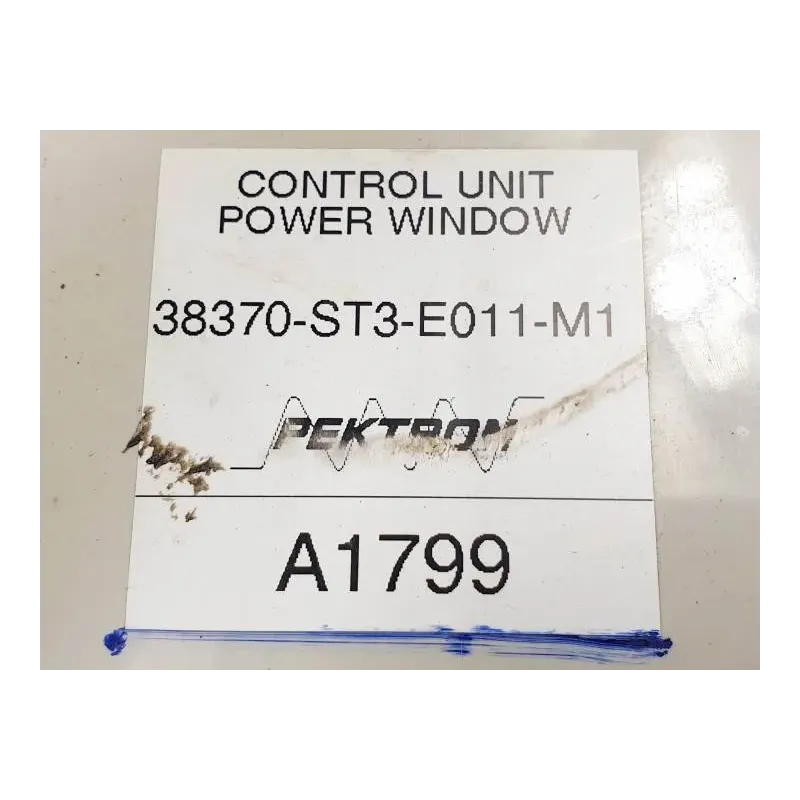 CONTROL UNIT
POWER WINDOW
38370-ST3-E011-M1
PEKTRON
A1799